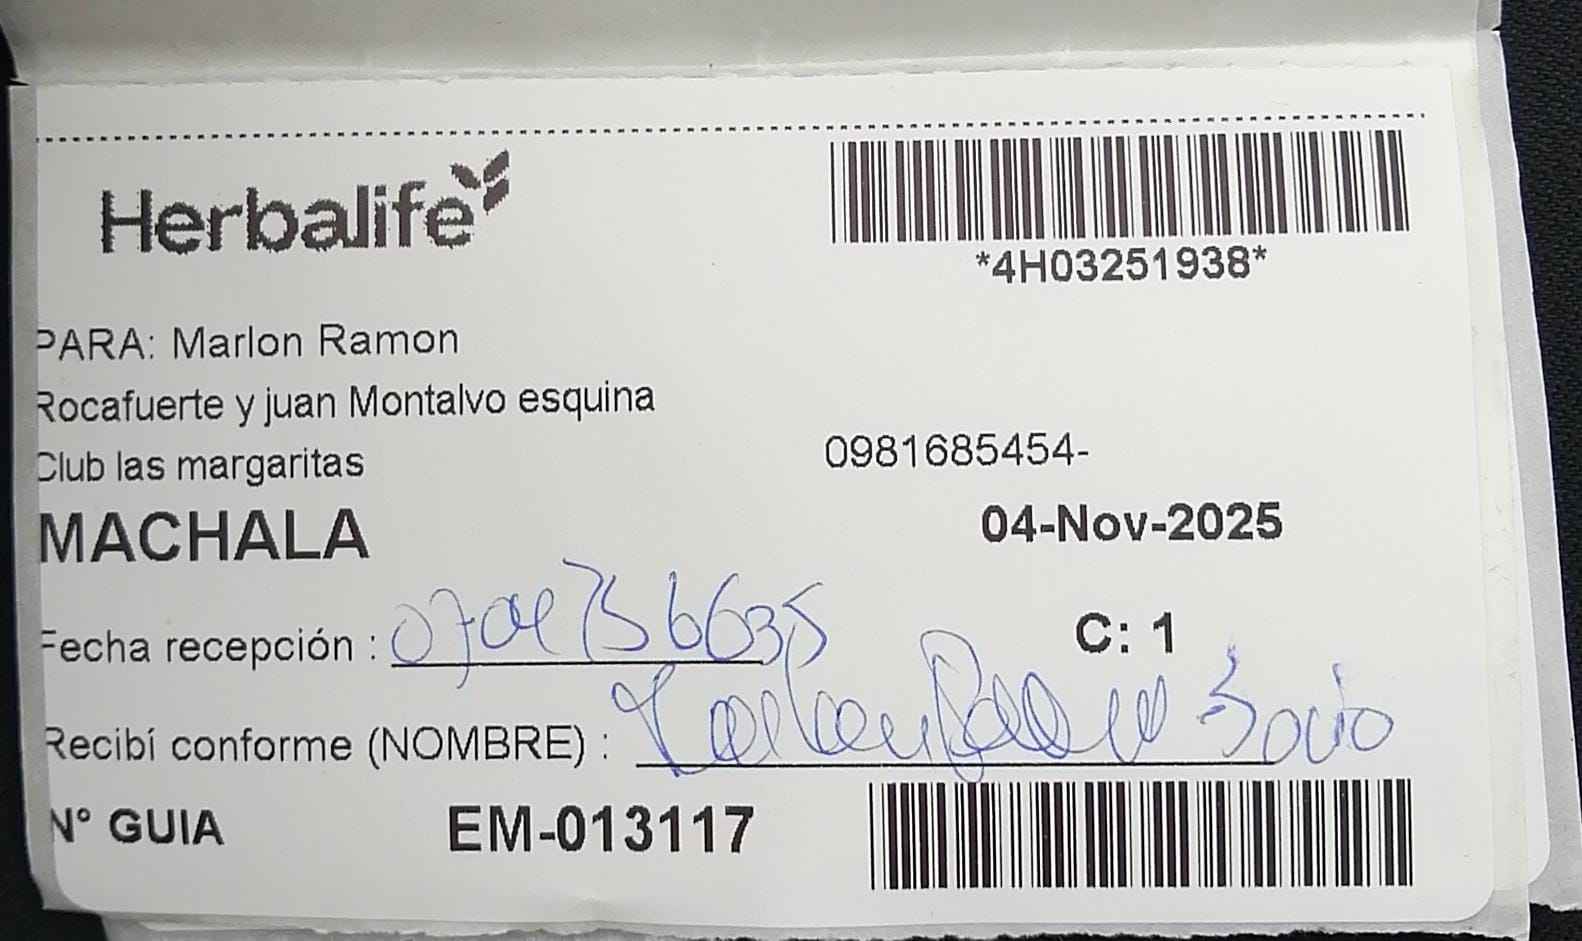 Herbalife
*4H03251938*
PARA: Marlon Ramon
Rocafuerte y juan Montalvo esquina
Club las margaritas
0981685454-
MACHALA
04-Nov-2025
Fecha recepción :
C: 1
Recibí conforme (NOMBRE) : Socio
N° GUIA EM-013117